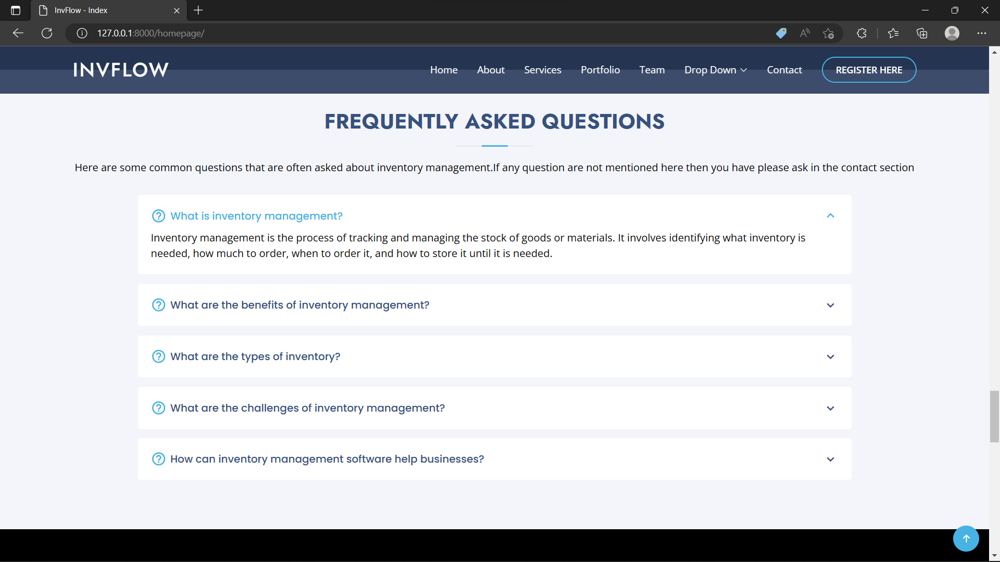 InvFlow - Index
127.0.0.1:8000/homepage/
INVFLOW
Home About Services Portfolio Team Drop Down Contact REGISTER HERE
FREQUENTLY ASKED QUESTIONS
Here are some common questions that are often asked about inventory management.If any question are not mentioned here then you have please ask in the contact section
What is inventory management?
Inventory management is the process of tracking and managing the stock of goods or materials. It involves identifying what inventory is
needed, how much to order, when to order it, and how to store it until it is needed.
What are the benefits of inventory management?
What are the types of inventory?
What are the challenges of inventory management?
How can inventory management software help businesses?